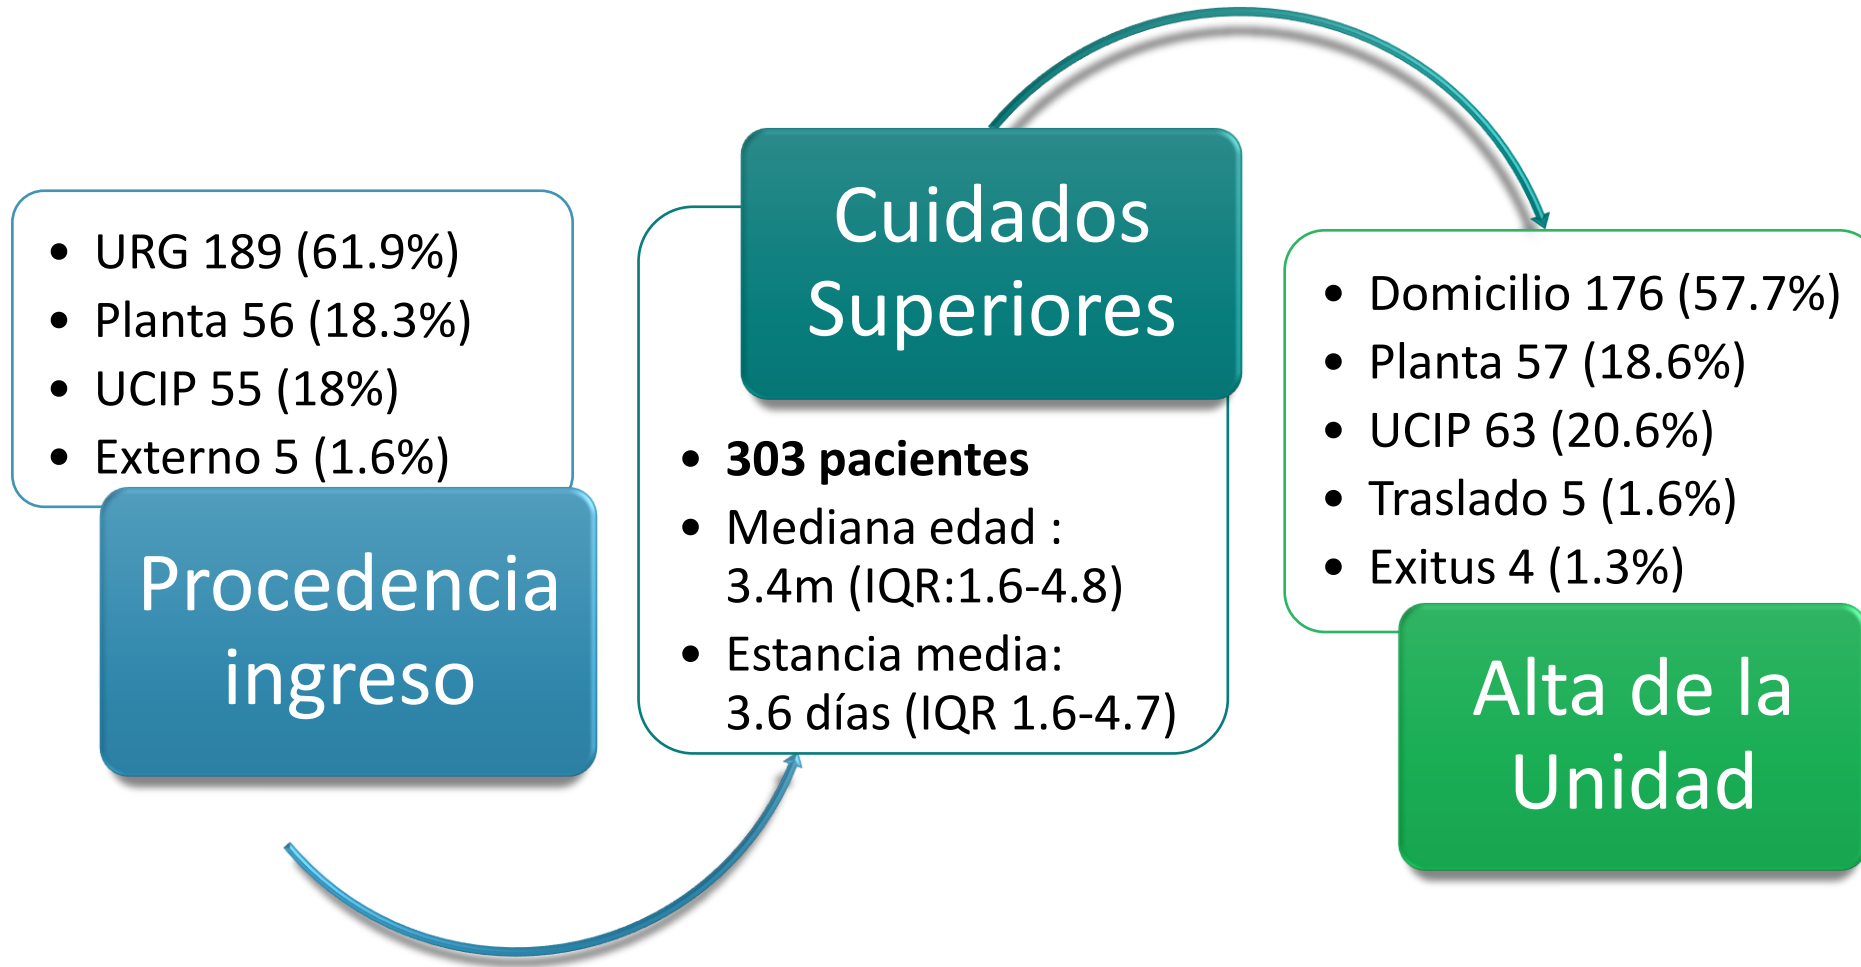 • URG 189 (61.9%)
• Planta 56 (18.3%)
• UCIP 55 (18%)
• Externo 5 (1.6%)
Procedencia
ingreso
Cuidados
Superiores
• 303 pacientes
• Mediana edad :
3.4m (IQR:1.6-4.8)
• Estancia media:
3.6 días (IQR 1.6-4.7)
• Domicilio 176 (57.7%)
• Planta 57 (18.6%)
• UCIP 63 (20.6%)
• Traslado 5 (1.6%)
• Exitus 4 (1.3%)
Alta de la
Unidad